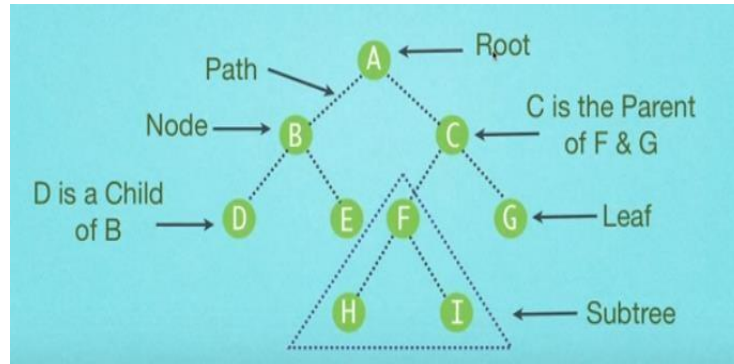 Root
A
Path
C is the Parent
of F & G
Node
B
C
D is a Child
of B
D
E
F
G
Leaf
H
I
Subtree